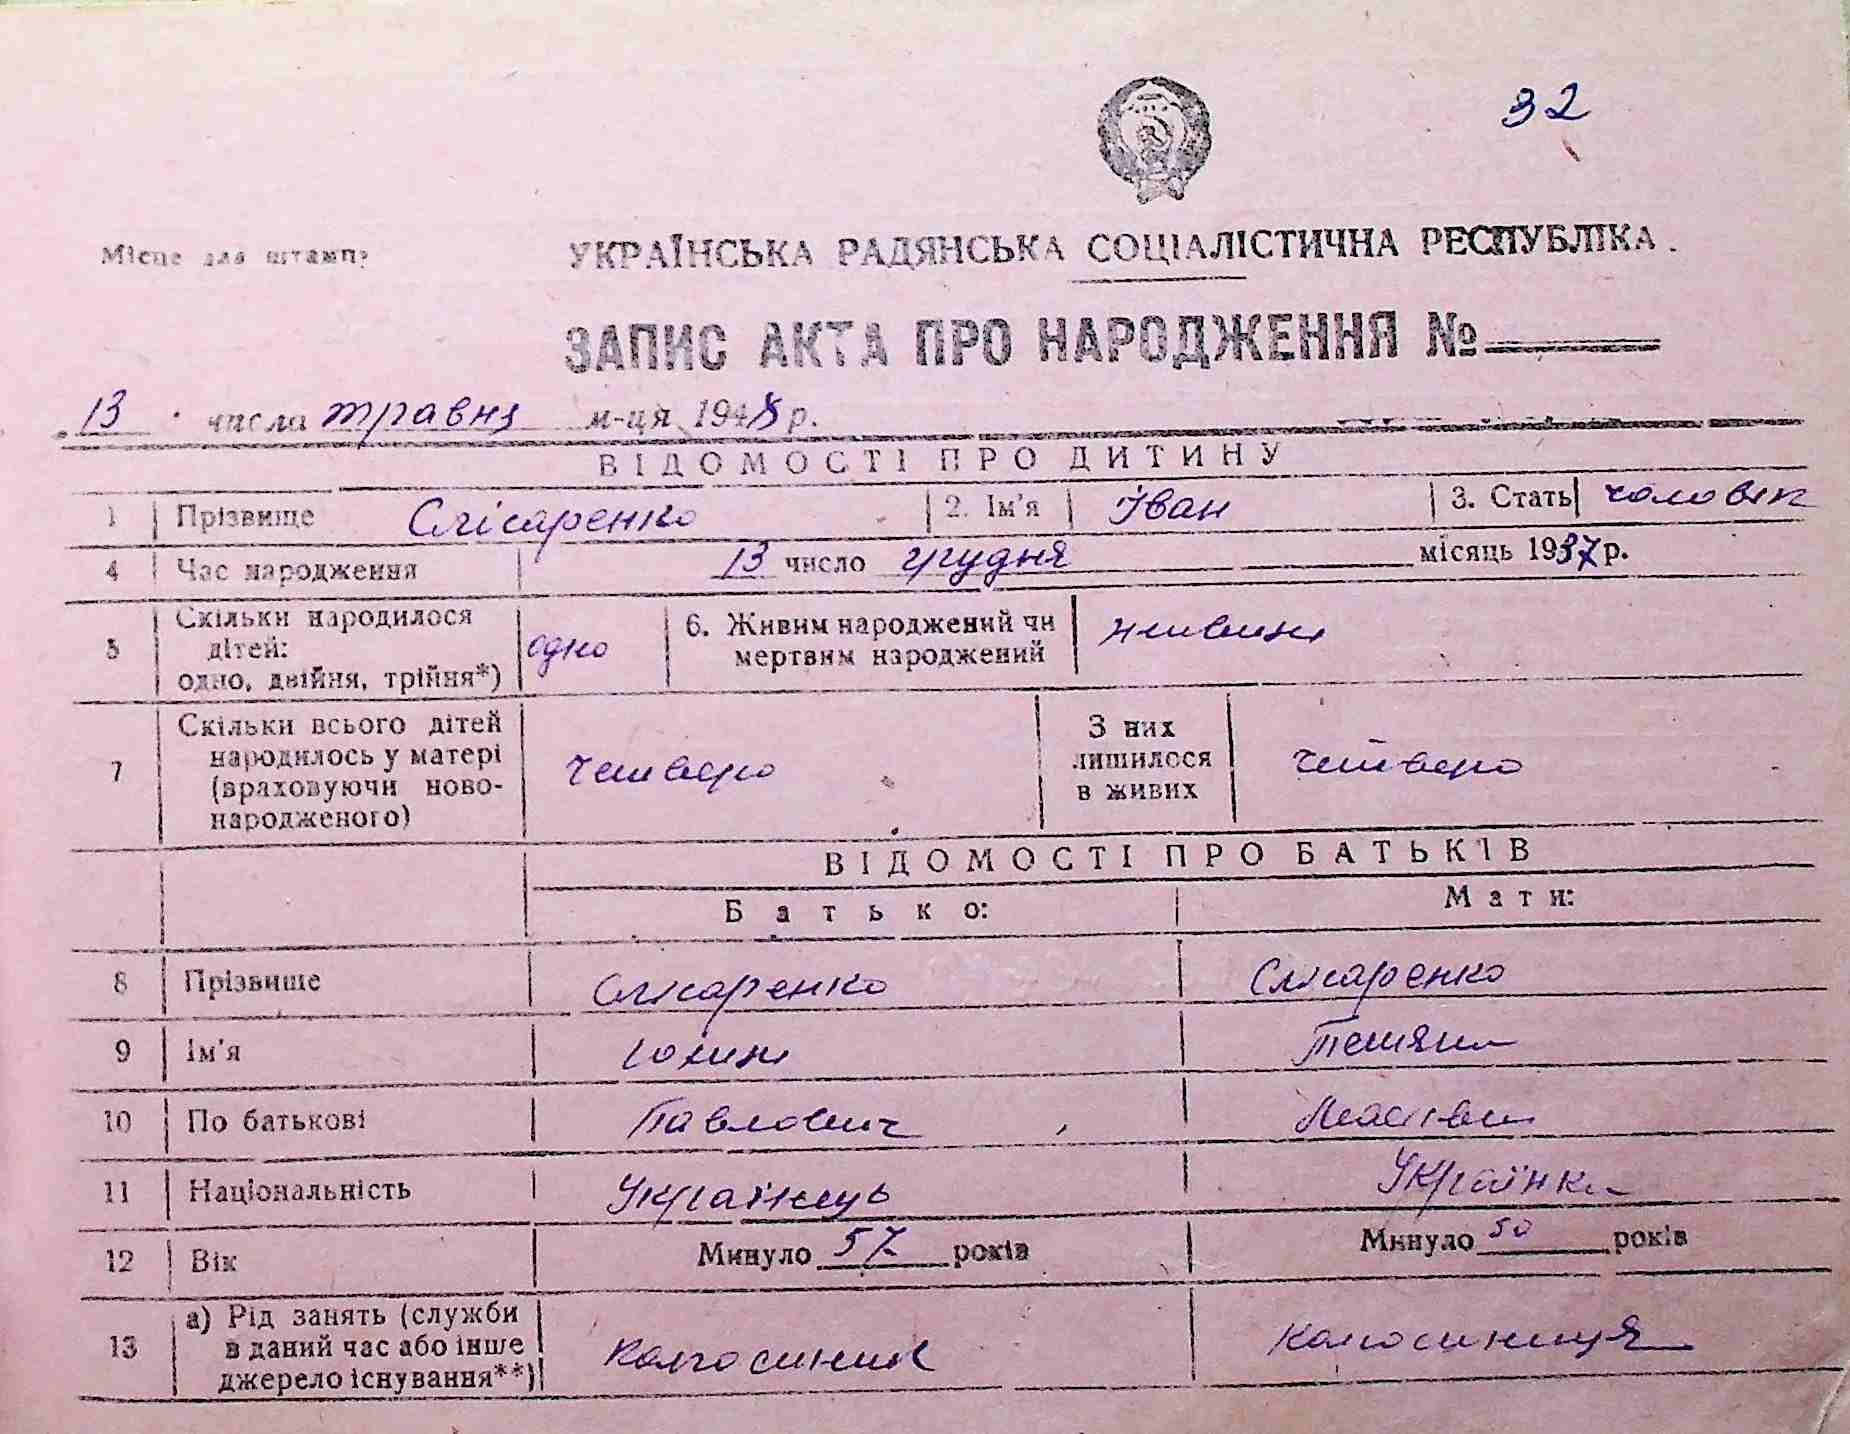 32
Місце для штампу
УКРАЇНСЬКА РАДЯНСЬКА СОЦІАЛІСТИЧНА РЕСПУБЛІКА.
ЗАПИС АКТА ПРО НАРОДЖЕННЯ №
13 числа травня м-ця 1948 р.
ВІДОМОСТІ ПРО ДИТИНУ
1 Прізвище Слісаренко 2. Ім'я Іван 3. Стать чоловік
4 Час народження 13 число грудня місяць 1937 р.
5 Скільки народилося дітей: одно, двійня, трійня*) одно 6. Живим народжений чи мертвим народжений живим
7 Скільки всього дітей народилось у матері (враховуючи ново-народженого) четверо З них лишилося в живих четверо
ВІДОМОСТІ ПРО БАТЬКІВ
Батько: Мати:
8 Прізвище Слісаренко Слісаренко
9 Ім'я Тетяна
10 По батькові Павлович
11 Національність Українець Українка
12 Вік Минуло 57 років Минуло 50 років
13 а) Рід занять (служби в даний час або інше джерело існування**) колгоспник колгоспниця